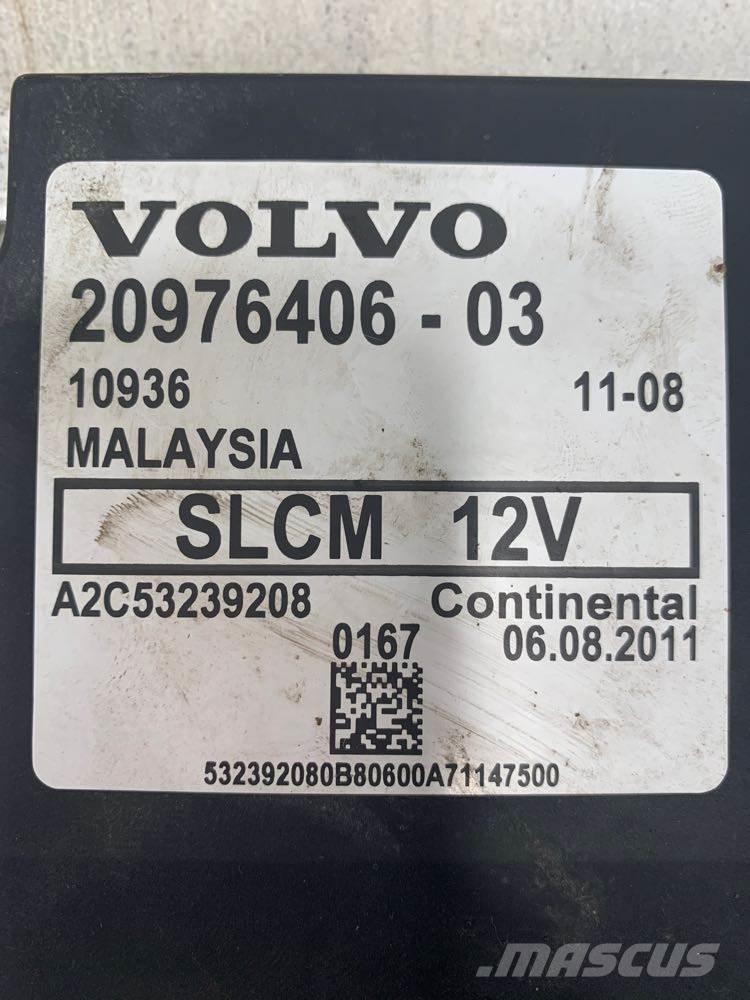 VOLVO
20976406 - 03
10936 11-08
MALAYSIA
SLCM 12V
A2C53239208 Continental
0167 06.08.2011
532392080B80600A71147500
MASCUS